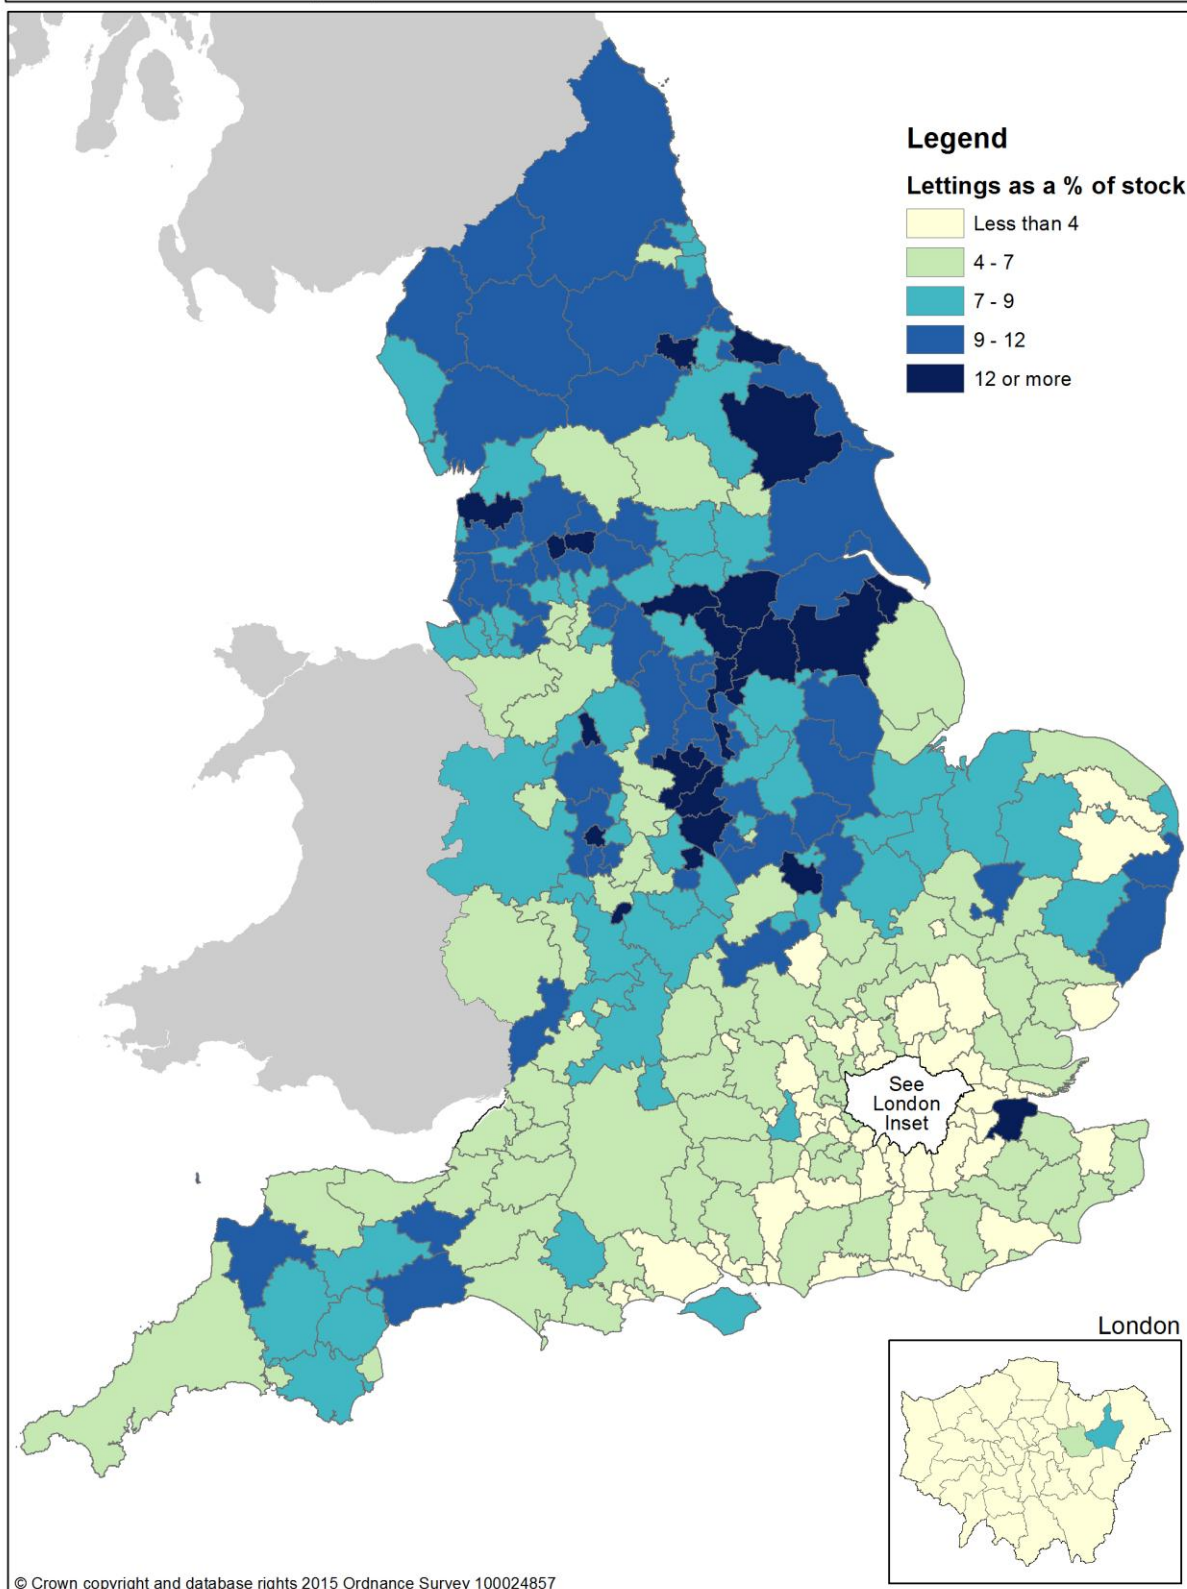 Legend
Lettings as a % of stock
Less than 4
4 - 7
7 - 9
9 - 12
12 or more
See
London
Inset
London
© Crown copyright and database rights 2015 Ordnance Survey 100024857